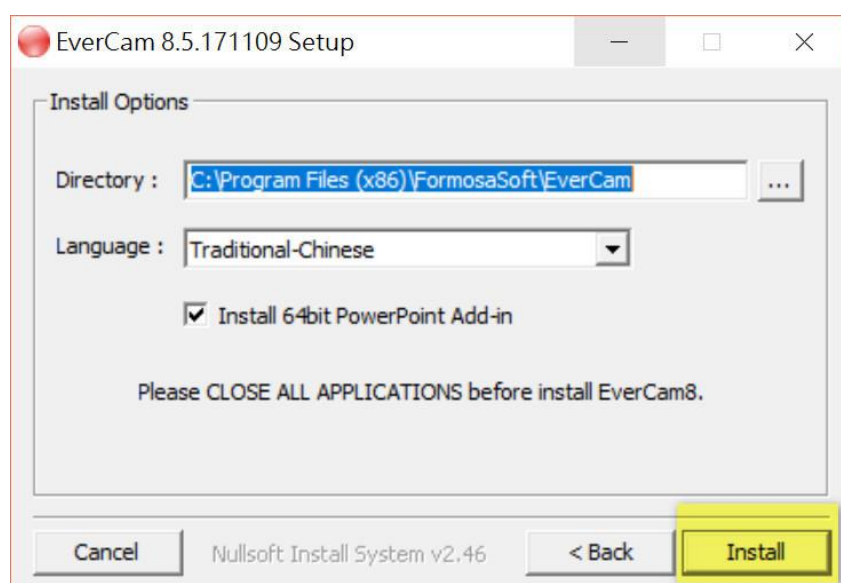 EverCam 8.5.171109 Setup
Install Options
Directory : C:\Program Files (x86)\FormosaSoft\EverCam ...
Language : Traditional-Chinese
Install 64bit PowerPoint Add-in
Please CLOSE ALL APPLICATIONS before install EverCam8.
Cancel Nullsoft Install System v2.46 < Back Install